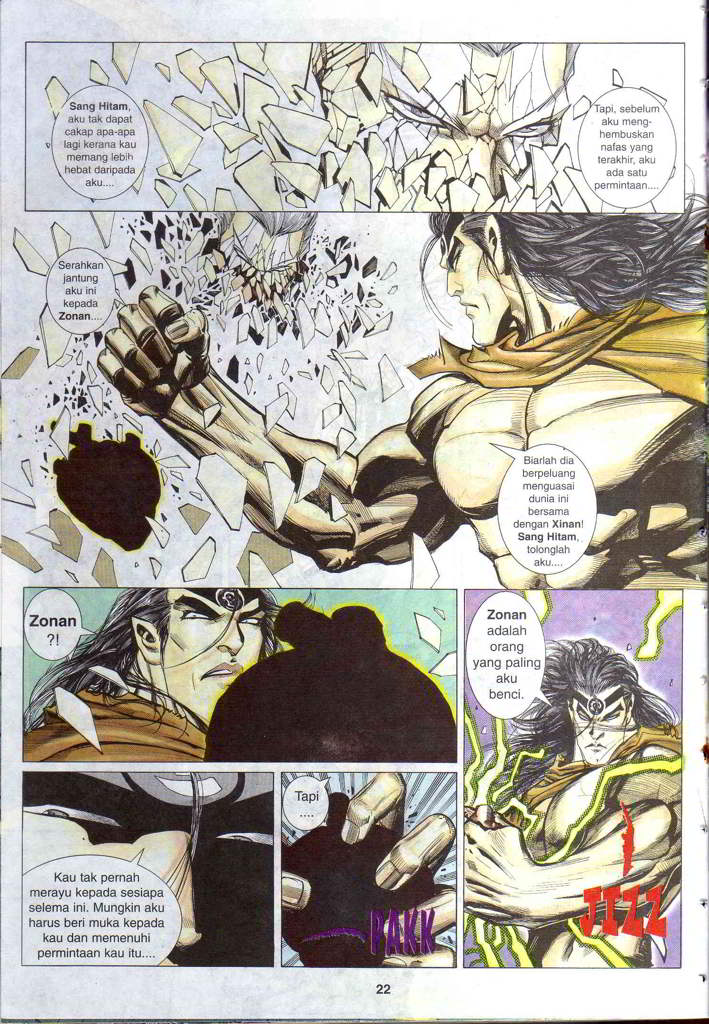 Sang Hitam,
aku tak dapat
cakap apa-apa
lagi kerana kau
memang lebih
hebat daripada
aku....
Tapi, sebelum
aku meng-
hembuskan
nafas yang
terakhir, aku
ada satu
permintaan....
Serahkan
jantung
aku ini
kepada
Zonan....
Biarlah dia
berpeluang
menguasai
dunia ini
bersama
dengan Xinan!
Sang Hitam,
tolonglah
aku....
Zonan
?!
Zonan
adalah
orang
yang paling
aku
benci.
JIZZ
Kau tak pernah
merayu kepada sesiapa
selema ini. Mungkin aku
harus beri muka kepada
kau dan memenuhi
permintaan kau itu....
Tapi
....
PAKK
22